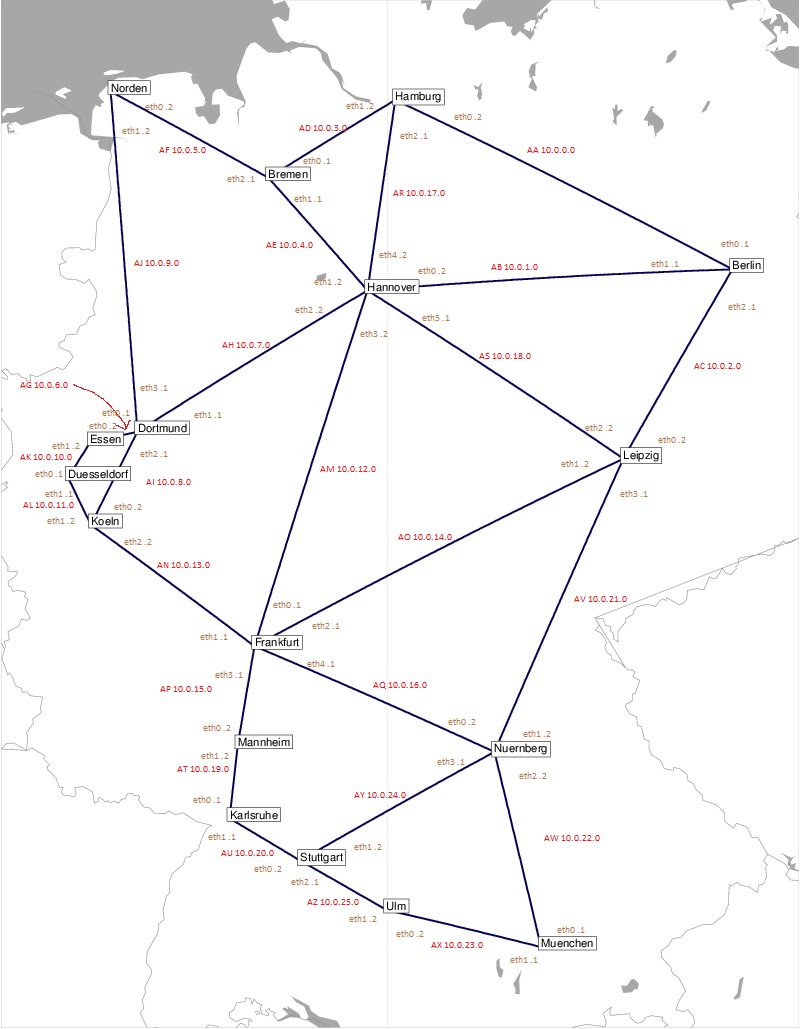 Norden
Hamburg
eth0 .2
eth1 .2
eth0 .2
AD 10.0.3.0
eth1 .2
eth2 .1
AF 10.0.5.0
AA 10.0.0.0
eth0 .1
Bremen
eth2 .1
AR 10.0.17.0
eth1 .1
AE 10.0.4.0
eth0 .1
eth4 .2
AJ 10.0.9.0
eth0 .2
AB 10.0.1.0
eth1 .1
Berlin
eth1 .2
Hannover
eth2 .2
eth5 .1
eth2 .1
eth3 .2
AH 10.0.7.0
AS 10.0.18.0
AC 10.0.2.0
AG 10.0.6.0
eth3 .1
eth0 .1
eth1 .1
eth0 .2
Dortmund
eth2 .2
Essen
eth0 .2
eth1 .2
eth2 .1
Leipzig
AK 10.0.10.0
eth1 .2
AM 10.0.12.0
eth0 .1
Duesseldorf
AI 10.0.8.0
eth1 .1
eth3 .1
AL 10.0.11.0
eth0 .2
eth1 .2
Koeln
eth2 .2
AO 10.0.14.0
AN 10.0.13.0
AV 10.0.21.0
eth0 .1
eth2 .1
eth1 .1
Frankfurt
eth4 .1
eth3 .1
AP 10.0.15.0
AQ 10.0.16.0
eth0 .2
eth0 .2
eth1 .2
Mannheim
Nuernberg
eth1 .2
eth3 .1
AT 10.0.19.0
eth2 .2
AY 10.0.24.0
eth0 .1
Karlsruhe
eth1 .1
AW 10.0.22.0
eth1 .2
AU 10.0.20.0
Stuttgart
eth0 .2
eth2 .1
AZ 10.0.25.0
Ulm
eth1 .2
eth0 .2
eth0 .1
AX 10.0.23.0
Muenchen
eth1 .1